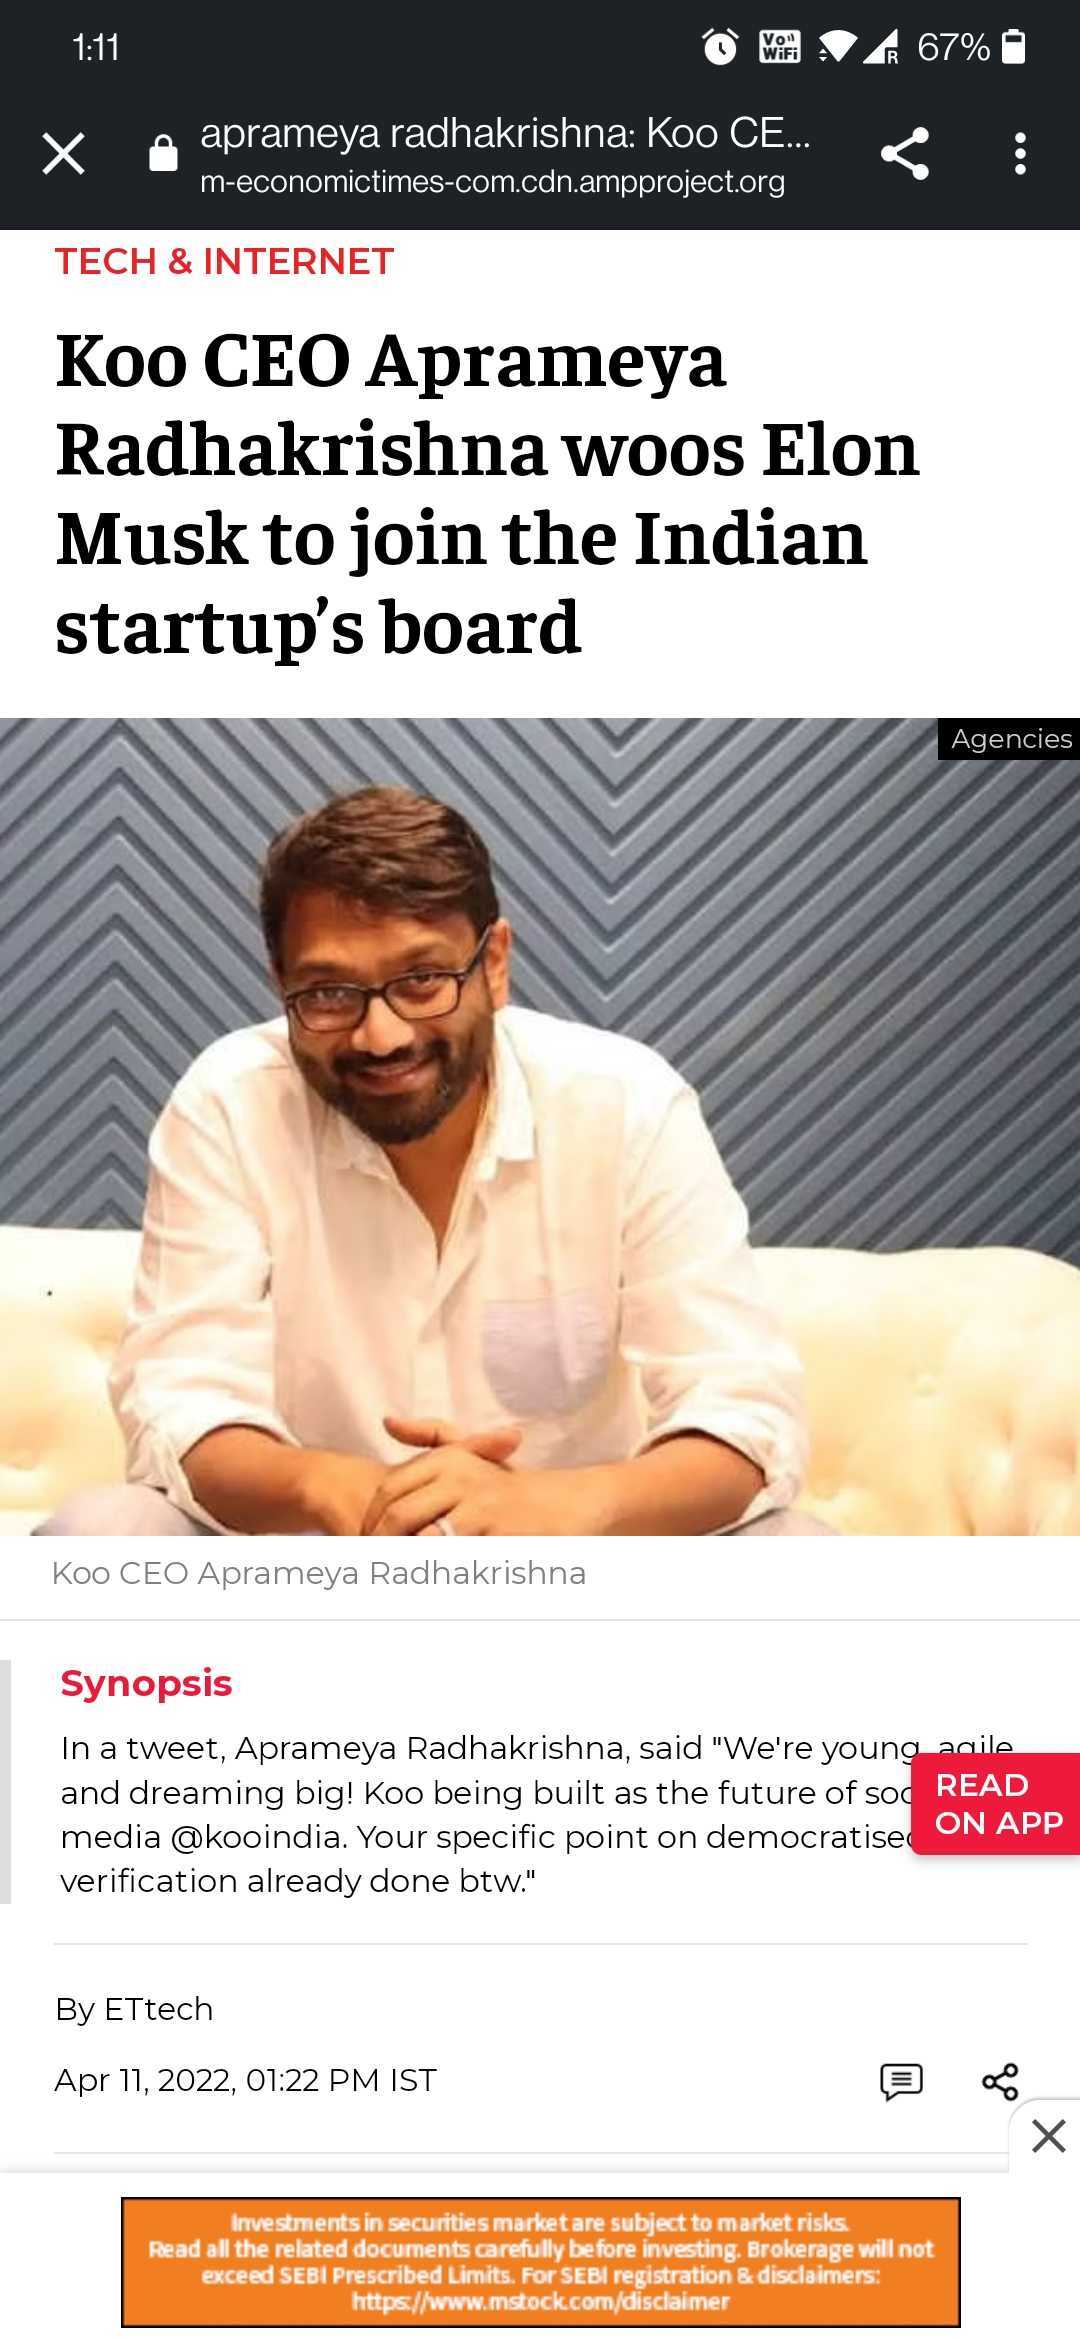 1:11
Vo))
WiFi
R
67%
aprameya radhakrishna: Koo CE...
m-economictimes-com.cdn.ampproject.org
TECH & INTERNET
Koo CEO Aprameya
Radhakrishna woos Elon
Musk to join the Indian
startup’s board
Agencies
Koo CEO Aprameya Radhakrishna
Synopsis
In a tweet, Aprameya Radhakrishna, said "We're young, agile
and dreaming big! Koo being built as the future of soc
media @kooindia. Your specific point on democratised
verification already done btw."
READ
ON APP
By ETtech
Apr 11, 2022, 01:22 PM IST
Investments in securities market are subject to market risks.
Read all the related documents carefully before investing. Brokerage will not
exceed SEBI Prescribed Limits. For SEBI registration & disclaimers:
https://www.mstock.com/disclaimer